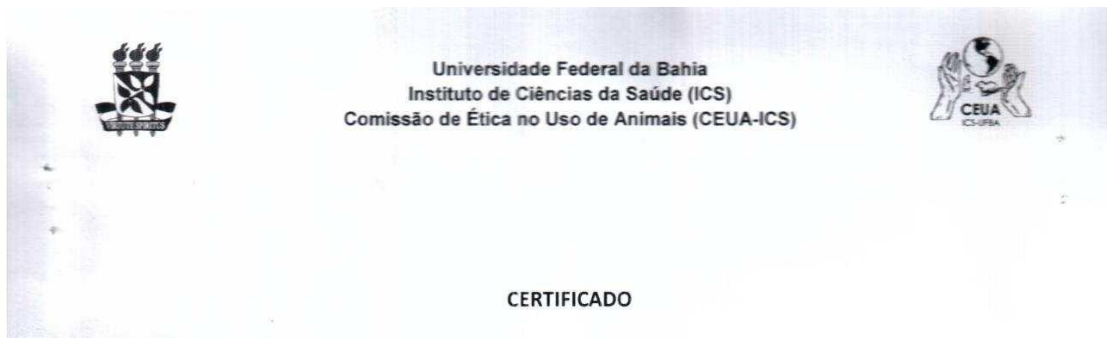 Universidade Federal da Bahia
Instituto de Ciências da Saúde (ICS)
Comissão de Ética no Uso de Animais (CEUA-ICS)
CEUA
ICS-UFBA
CERTIFICADO